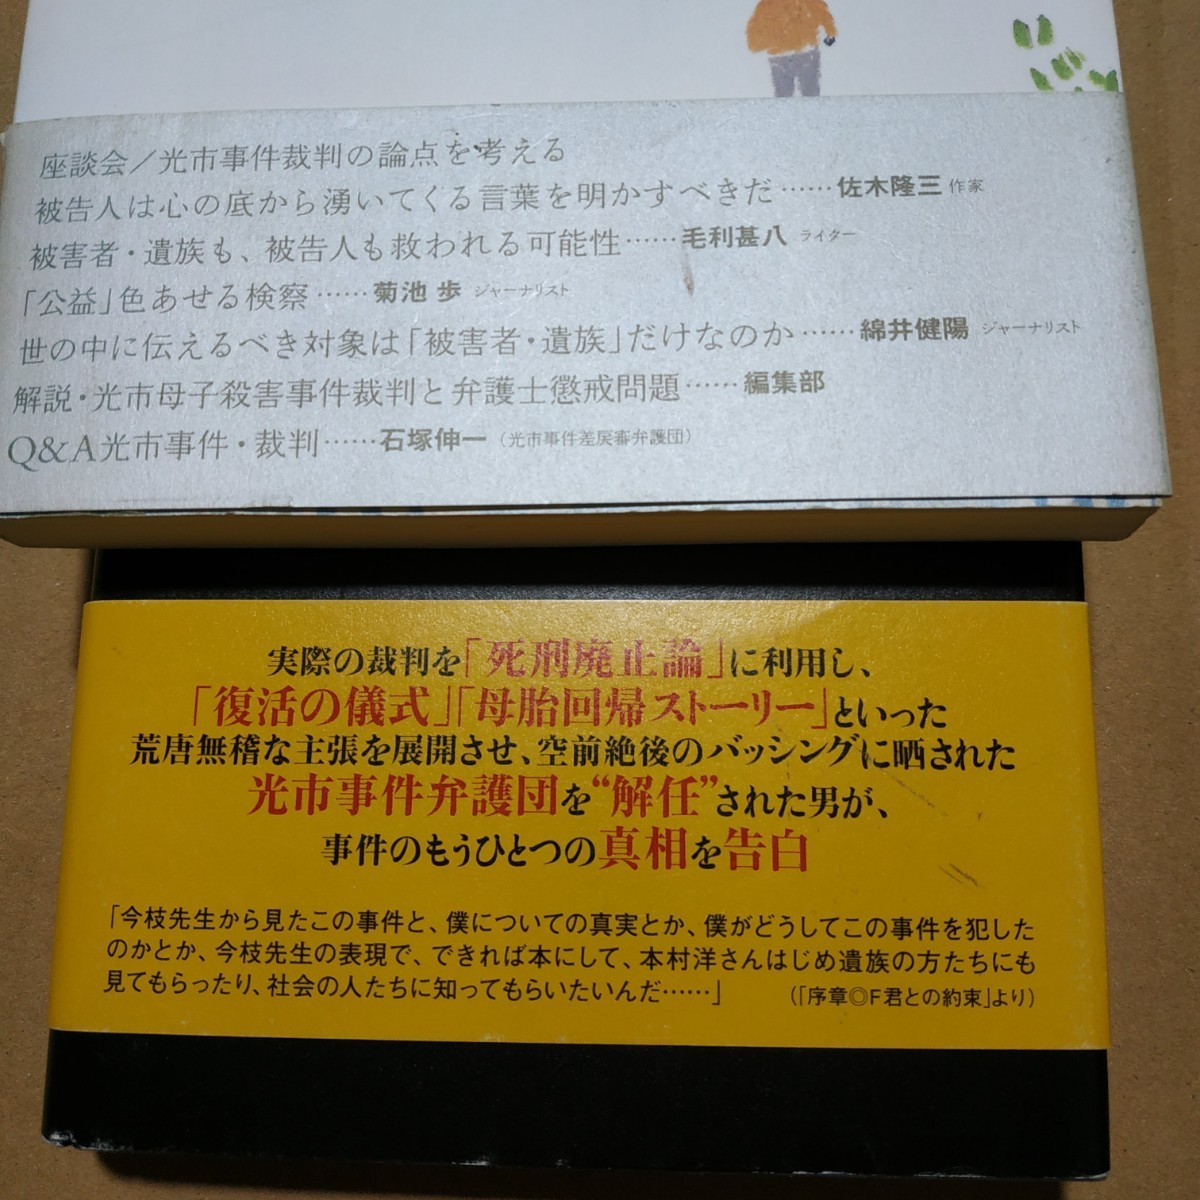 座談会／光市事件裁判の論点を考える
被告人は心の底から湧いてくる言葉を明かすべきだ……佐木隆三 作家
被害者・遺族も、被告人も救われる可能性……毛利甚八 ライター
「公益」色あせる検察……菊池 歩 ジャーナリスト
世の中に伝えるべき対象は「被害者・遺族」だけなのか……綿井健陽 ジャーナリスト
解説・光市母子殺害事件裁判と弁護士懲戒問題……編集部
Q&A光市事件・裁判……石塚伸一（光市事件差戻審弁護団）
実際の裁判を「死刑廃止論」に利用し、
「復活の儀式」「母胎回帰ストーリー」といった
荒唐無稽な主張を展開させ、空前絶後のバッシングに晒された
光市事件弁護団を“解任”された男が、
事件のもうひとつの真相を告白
「今枝先生から見たこの事件と、僕についての真実とか、僕がどうしてこの事件を犯した
のかとか、今枝先生の表現で、できれば本にして、本村洋さんはじめ遺族の方たちにも
見てもらったり、社会の人たちに知ってもらいたいんだ……」 （「序章◎F君との約束」より）